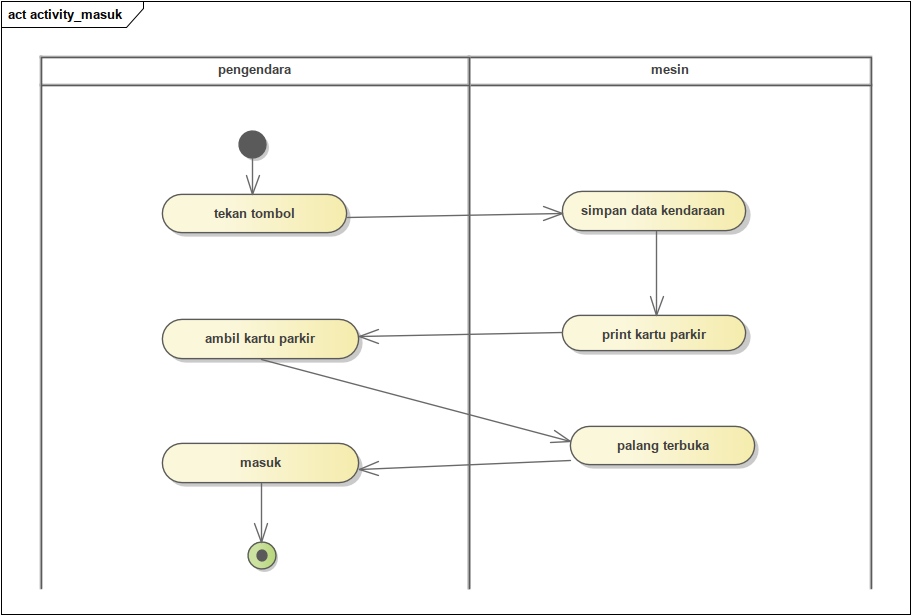 act activity_masuk
pengendara
mesin
tekan tombol
simpan data kendaraan
ambil kartu parkir
print kartu parkir
palang terbuka
masuk